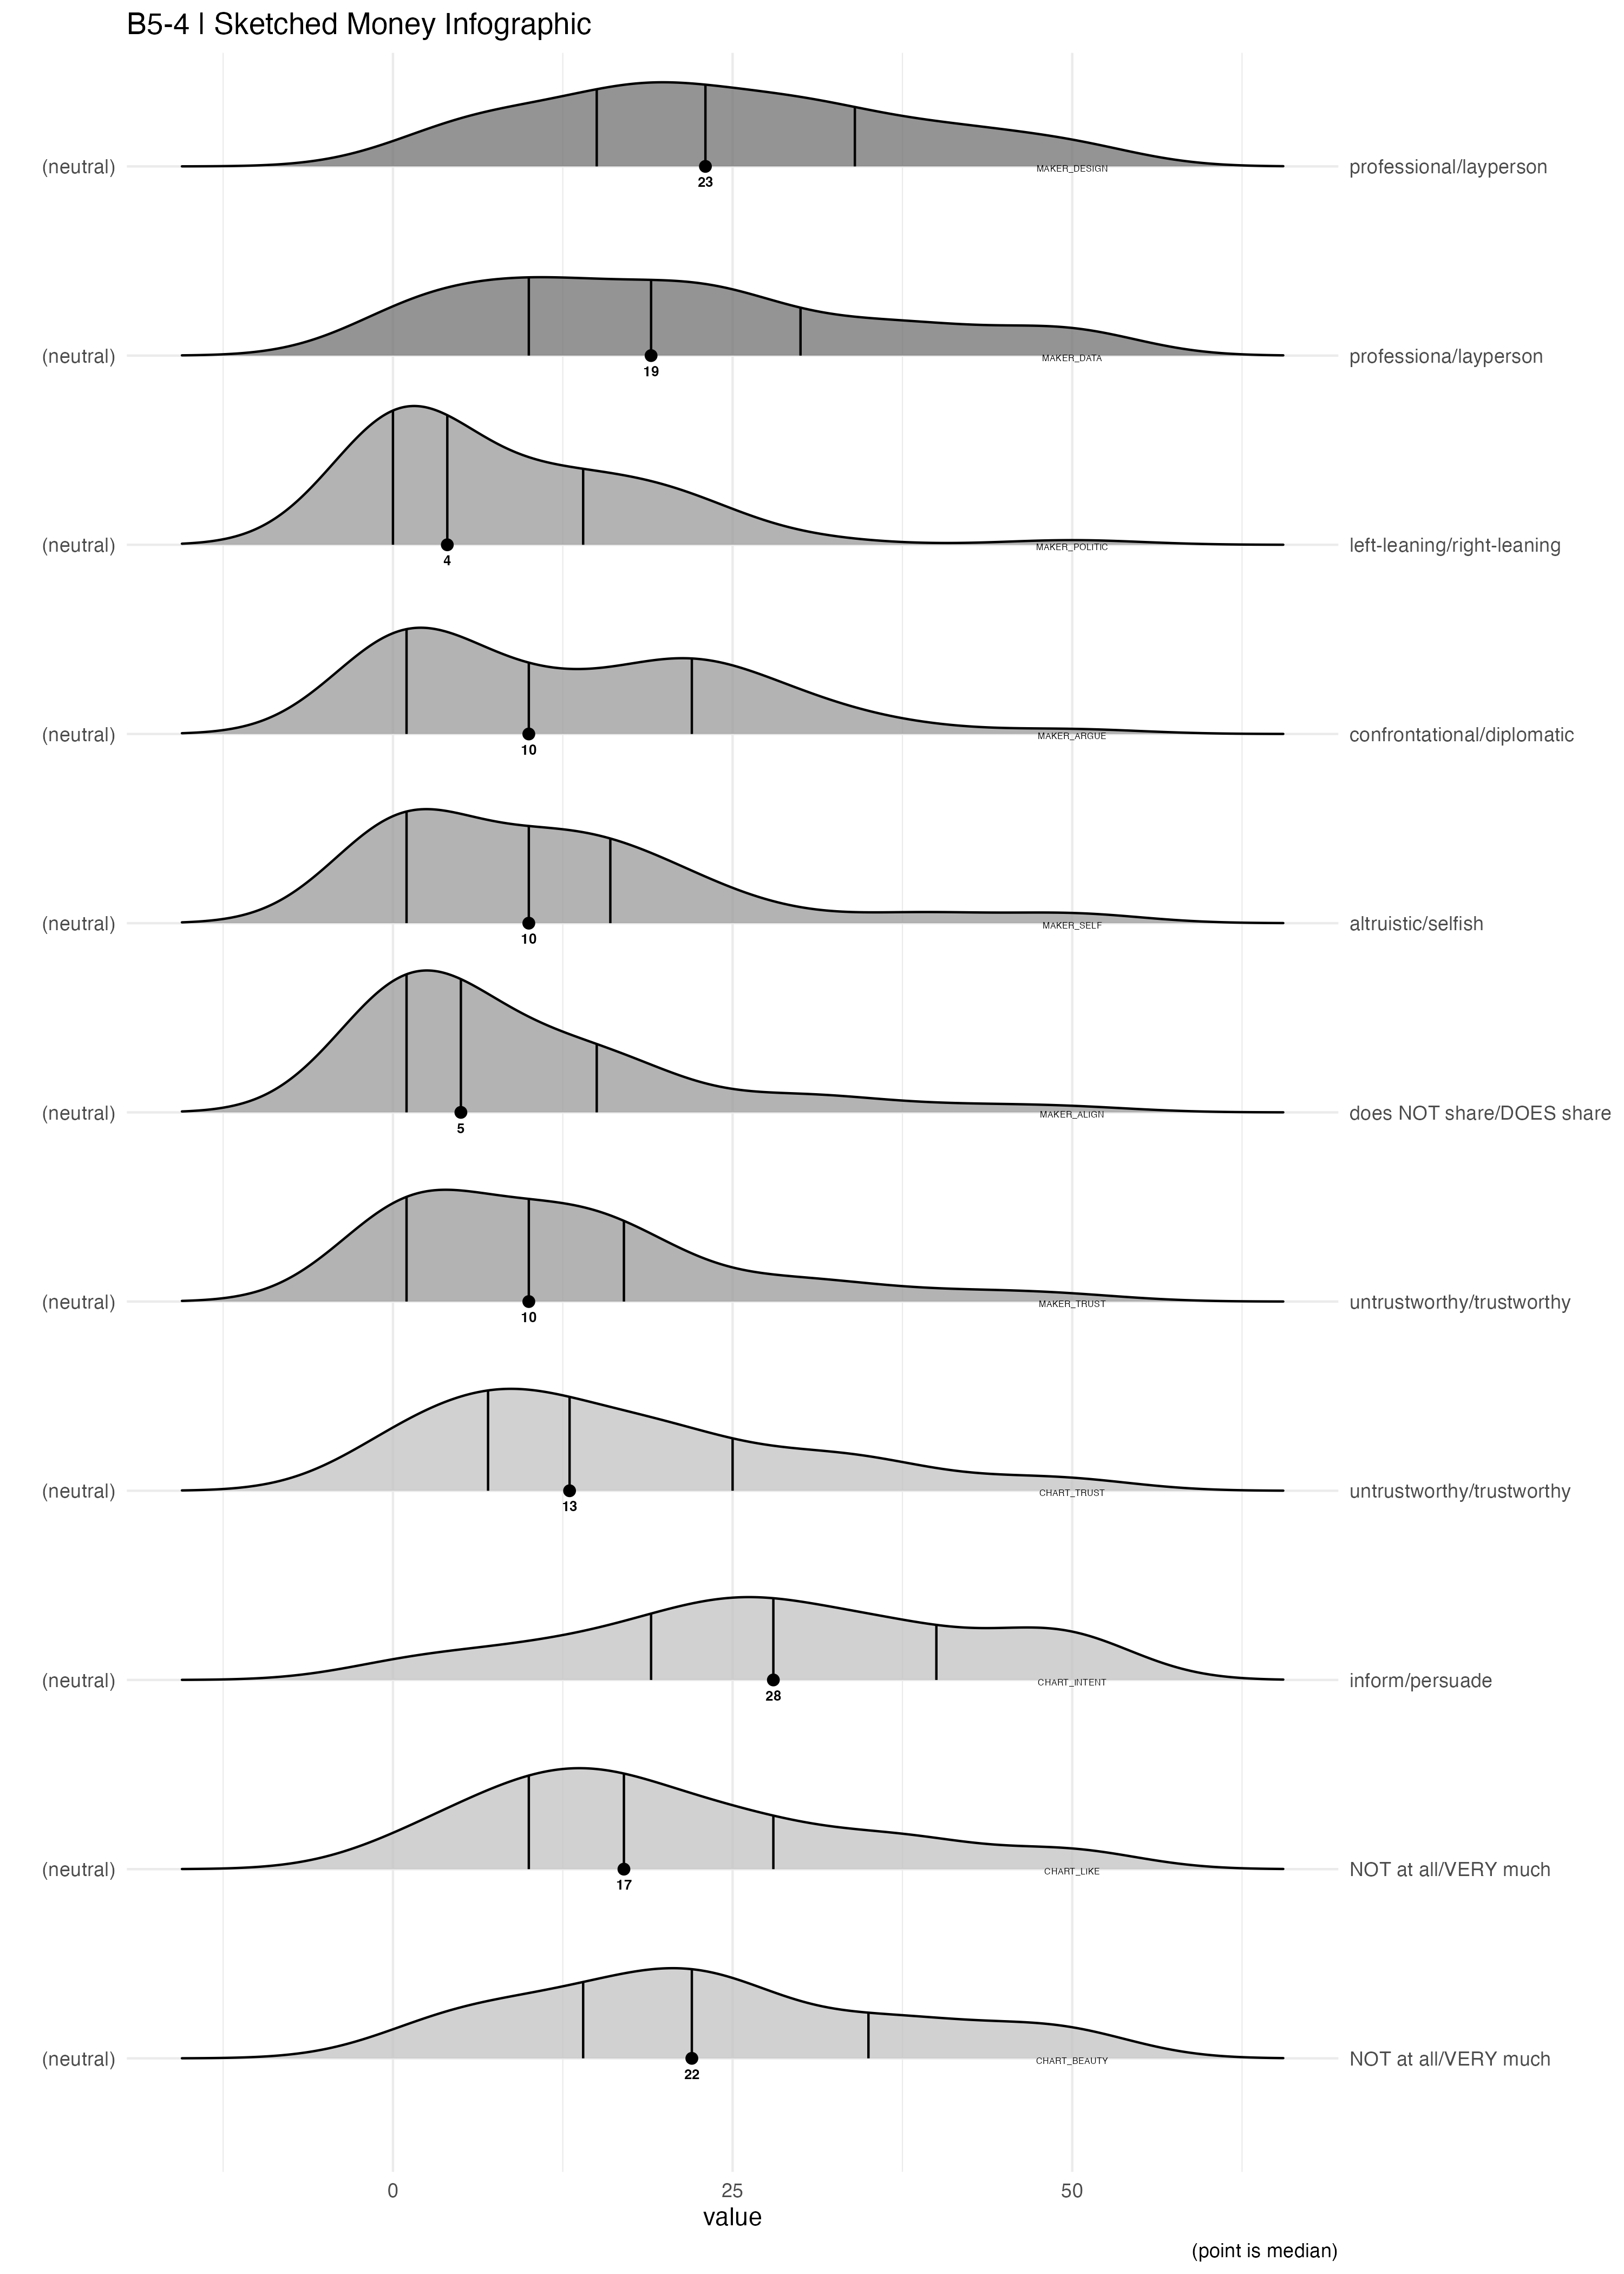 B5-4 | Sketched Money Infographic
(neutral) MAKER_DESIGN professional/layperson
23
(neutral) MAKER_DATA professiona/layperson
19
(neutral) MAKER_POLITIC left-leaning/right-leaning
4
(neutral) MAKER_ARGUE confrontational/diplomatic
10
(neutral) MAKER_SELF altruistic/selfish
10
(neutral) MAKER_ALIGN does NOT share/DOES share
5
(neutral) MAKER_TRUST untrustworthy/trustworthy
10
(neutral) CHART_TRUST untrustworthy/trustworthy
13
(neutral) CHART_INTENT inform/persuade
28
(neutral) CHART_LIKE NOT at all/VERY much
17
(neutral) CHART_BEAUTY NOT at all/VERY much
22
0 25 50
value
(point is median)